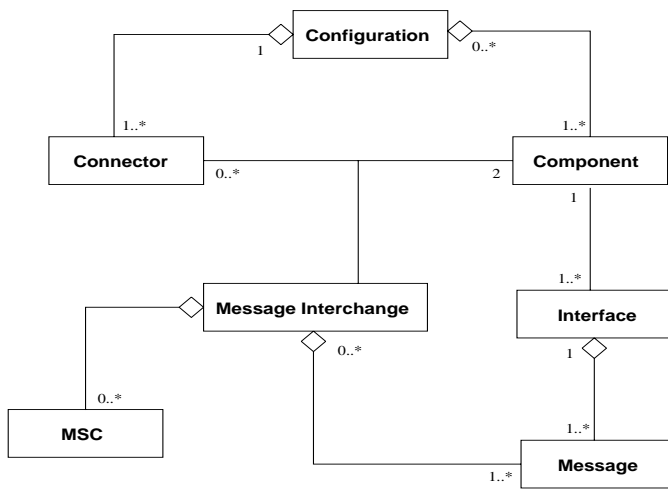 Configuration
1
0..*
1..*
1..*
Connector
Component
0..*
2
1
1..*
Message Interchange
Interface
0..*
1
0..*
1..*
MSC
Message
1..*